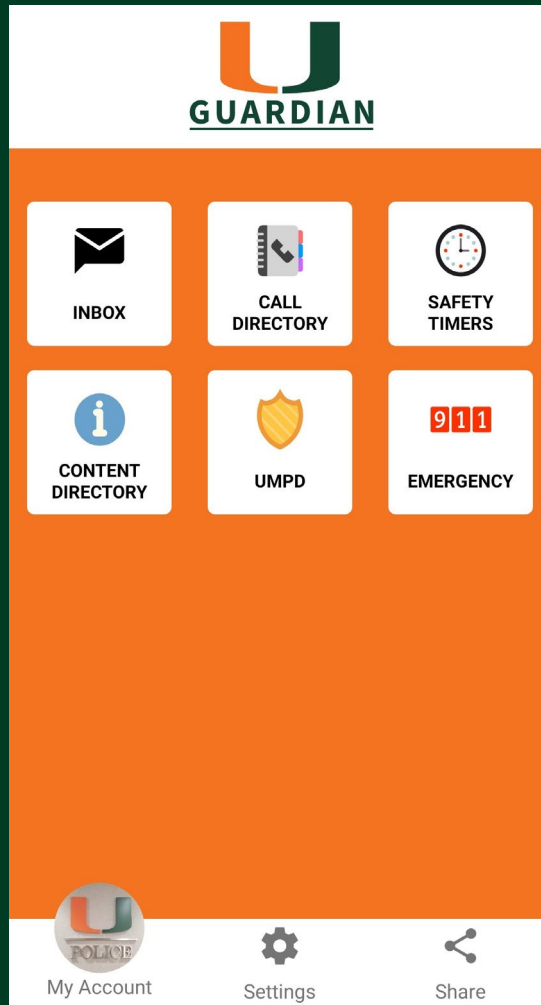 U
GUARDIAN
INBOX
CALL
DIRECTORY
SAFETY
TIMERS
CONTENT
DIRECTORY
UMPD
911
EMERGENCY
U
POLICE
My Account
Settings
Share